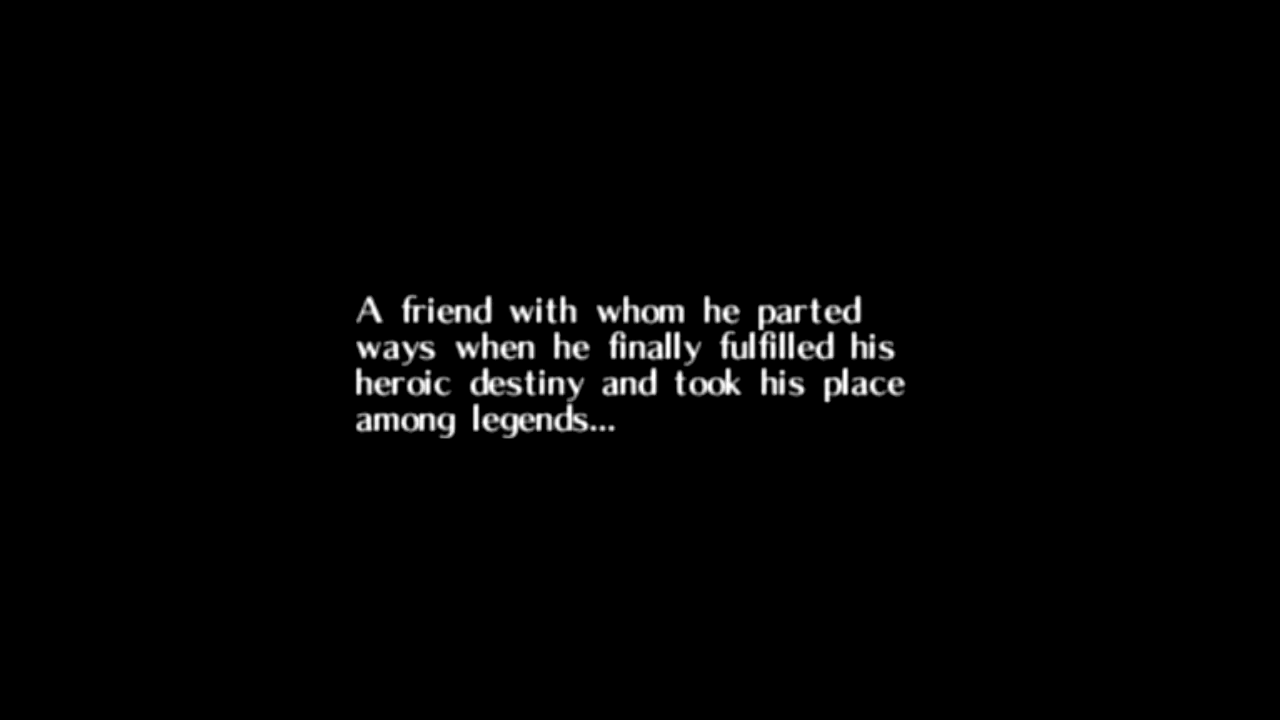 A friend with whom he parted
ways when he finally fulfilled his
heroic destiny and took his place
among legends...